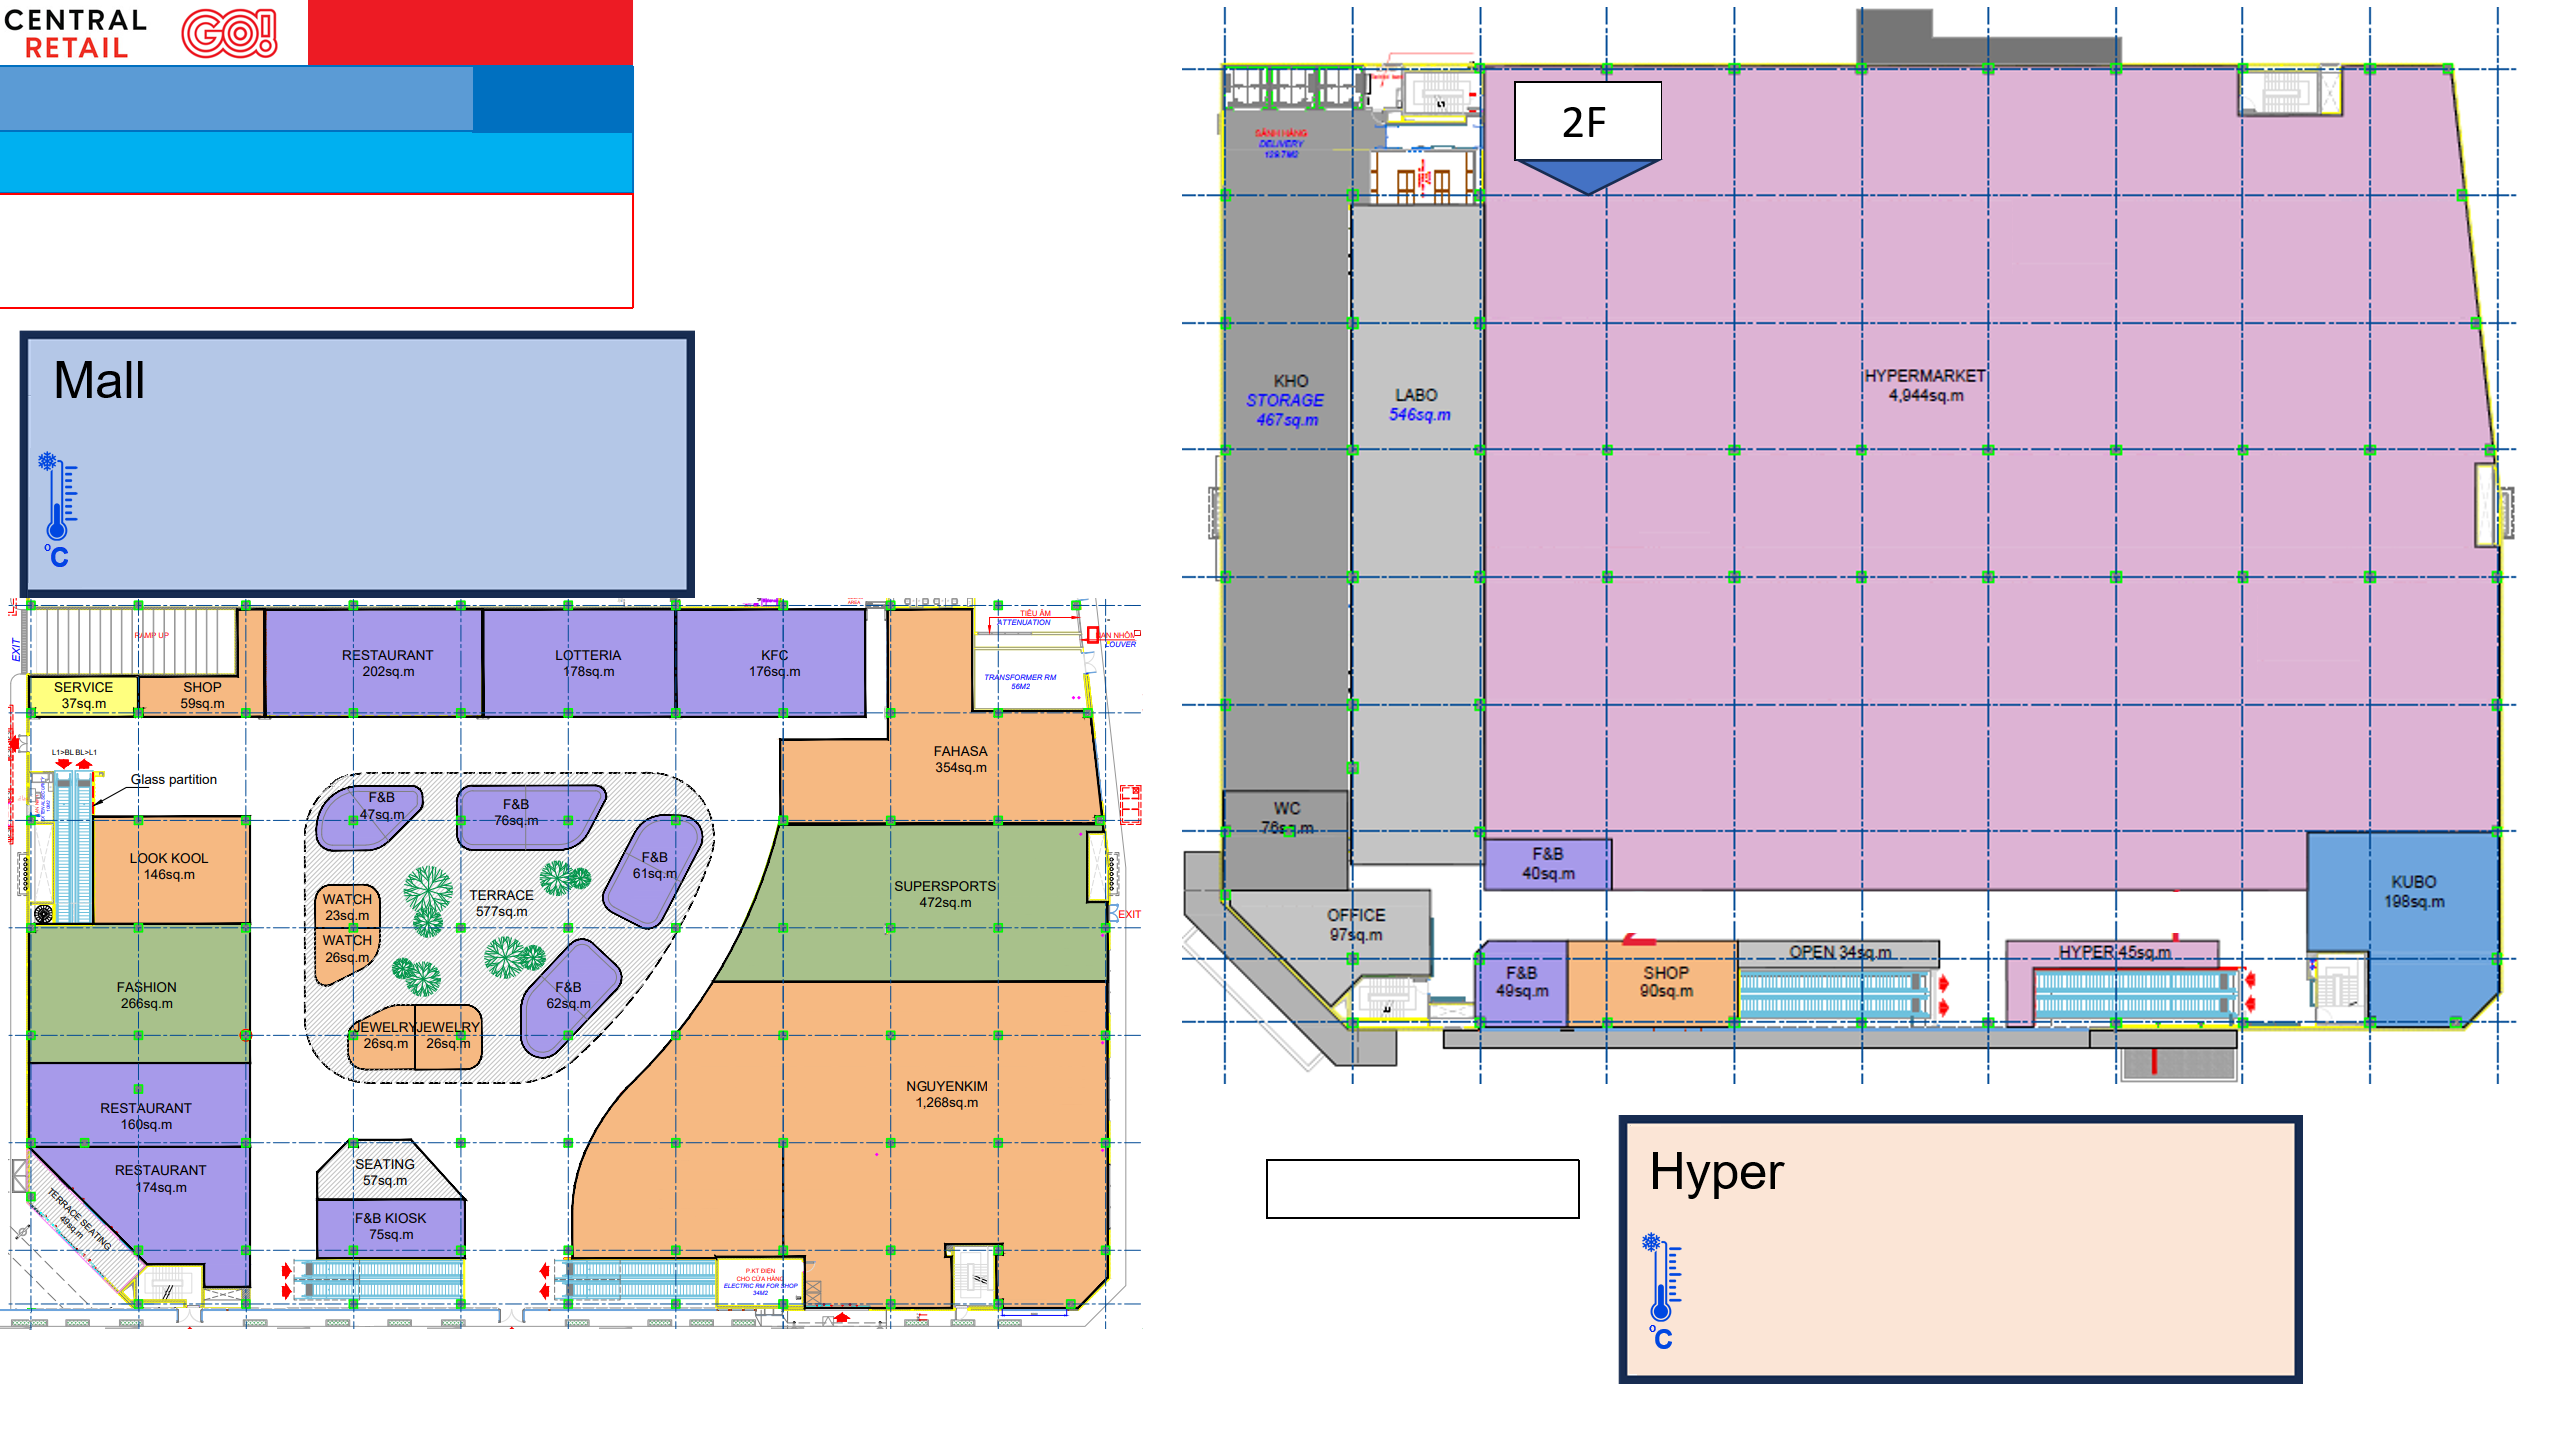 CENTRAL
RETAIL
GO!
Mall
°C
RAMP UP
EXIT
SERVICE
37sq.m
SHOP
59sq.m
RESTAURANT
202sq.m
LOTTERIA
178sq.m
KFC
176sq.m
TIÊU ÂM
ATTENUATION
LOUVER
TRANSFORMER RM
56M2
L1>BL BL>L1
Glass partition
FAHASA
354sq.m
F&B
47sq.m
F&B
76sq.m
F&B
61sq.m
LOOK KOOL
146sq.m
SUPERSPORTS
472sq.m
EXIT
TERRACE
577sq.m
WATCH
23sq.m
WATCH
26sq.m
F&B
62sq.m
FASHION
266sq.m
JEWELRY
26sq.m
JEWELRY
26sq.m
NGUYENKIM
1,268sq.m
RESTAURANT
160sq.m
RESTAURANT
174sq.m
TERRACE SEATING
49sq.m
SEATING
57sq.m
F&B KIOSK
75sq.m
P.KT ĐIỆN
CHO CỬA HÀNG
ELECTRIC RM FOR SHOP
34M2
2F
SẢNH HÀNG
DELIVERY
129.7M2
KHO
STORAGE
467sq.m
LABO
546sq.m
HYPERMARKET
4,944sq.m
WC
76sq.m
F&B
40sq.m
KUBO
198sq.m
OFFICE
97sq.m
F&B
49sq.m
SHOP
90sq.m
OPEN 34sq.m
HYPER 45sq.m
Hyper
°C